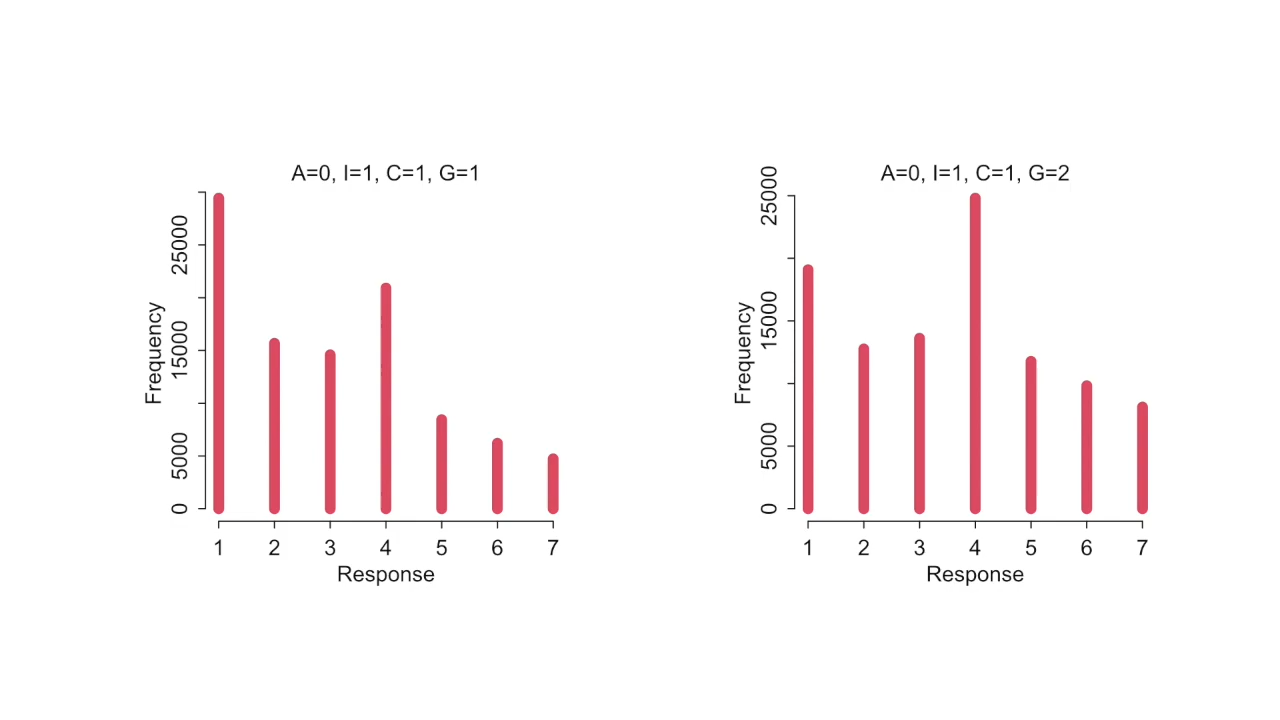 A=0, I=1, C=1, G=1
Frequency
25000
15000
5000
0
1 2 3 4 5 6 7
Response
A=0, I=1, C=1, G=2
Frequency
25000
15000
5000
0
1 2 3 4 5 6 7
Response